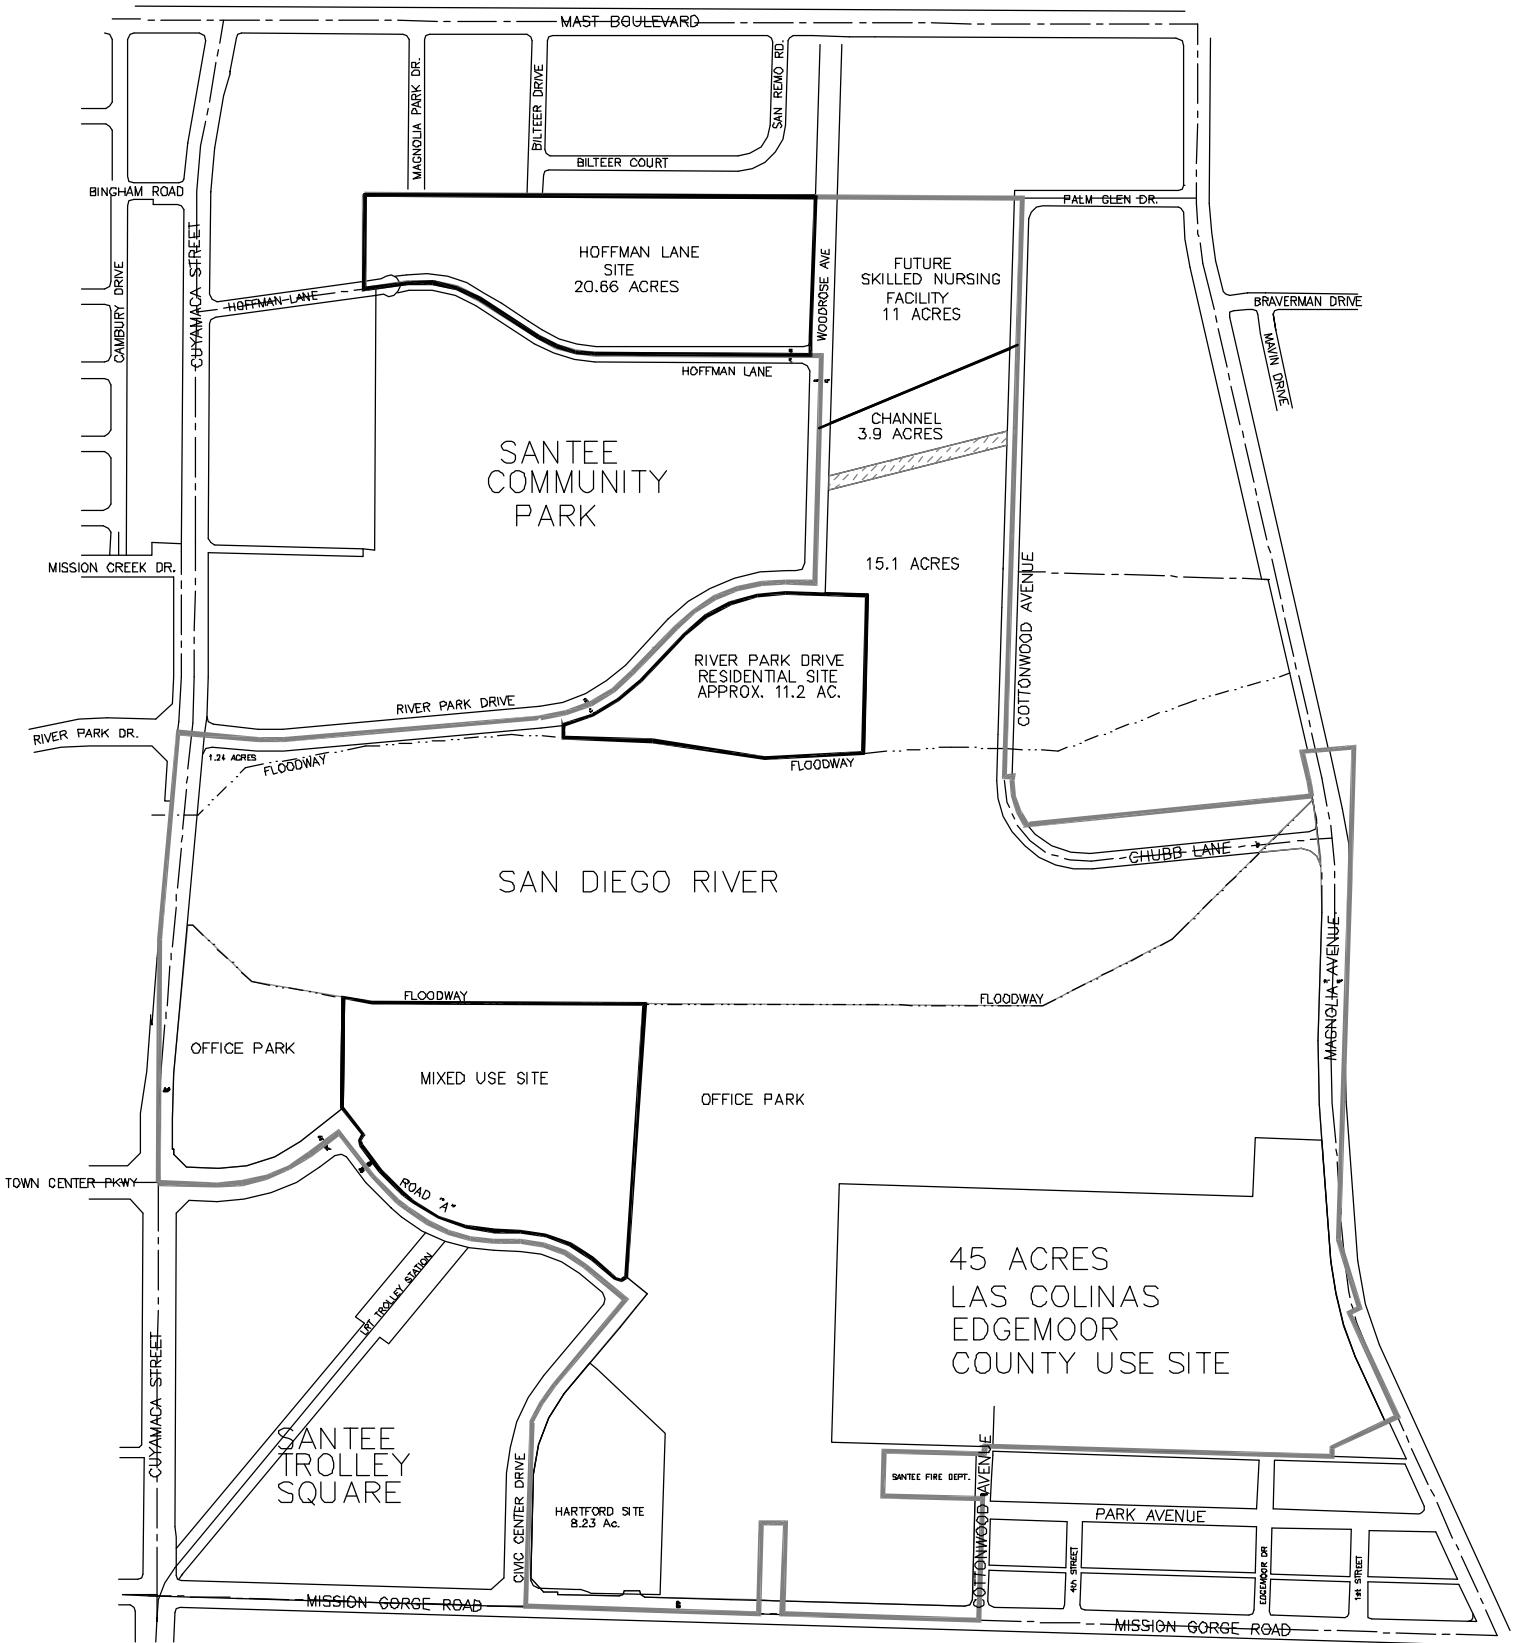 MAST BOULEVARD
MAGNOLIA PARK DR.
BILTEER DRIVE
SAN REMO RD.
BILTEER COURT
BINGHAM ROAD
PALM GLEN DR.
CUYAMACA STREET
CAMBURY DRIVE
HOFFMAN LANE
SITE
20.66 ACRES
WOODROSE AVE
FUTURE
SKILLED NURSING
FACILITY
11 ACRES
HOFFMAN LANE
BRAVERMAN DRIVE
MAVIN DRIVE
HOFFMAN LANE
CHANNEL
3.9 ACRES
SANTEE
COMMUNITY
PARK
15.1 ACRES
MISSION CREEK DR.
COTTONWOOD AVENUE
RIVER PARK DRIVE
RESIDENTIAL SITE
APPROX. 11.2 AC.
RIVER PARK DRIVE
RIVER PARK DR.
1.24 ACRES
FLOODWAY
FLOODWAY
CHUBB LANE
SAN DIEGO RIVER
MAGNOLIA AVENUE
FLOODWAY
FLOODWAY
OFFICE PARK
MIXED USE SITE
OFFICE PARK
TOWN CENTER PKWY
ROAD "A"
LRT TROLLEY STATION
45 ACRES
LAS COLINAS
EDGEMOOR
COUNTY USE SITE
CUYAMACA STREET
SANTEE
TROLLEY
SQUARE
CIVIC CENTER DRIVE
HARTFORD SITE
8.23 Ac.
SANTEE FIRE DEPT.
COTTONWOOD AVENUE
PARK AVENUE
4th STREET
EDGEMOOR DR
1st STREET
MISSION GORGE ROAD
MISSION GORGE ROAD